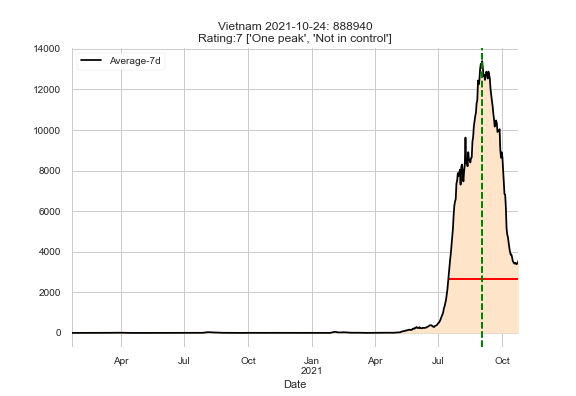 Vietnam 2021-10-24: 888940
Rating:7 ['One peak', 'Not in control']
14000
Average-7d
12000
10000
8000
6000
4000
2000
0
Apr Jul Oct Jan Apr Jul Oct
2021
Date